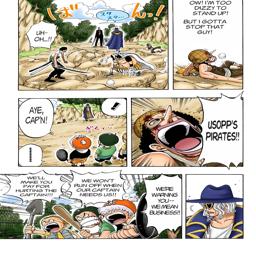 OW! I'M TOO
DIZZY TO
STAND UP!
BUT I GOTTA
STOP THAT
GUY!
UH-
OH..!!
USOPP'S
PIRATES!!
!
AYE,
CAP'N!
WE'RE
WARNING
YOU--
WE MEAN
BUSINESS!!
WE WON'T
RUN OFF WHEN
OUR CAPTAIN
NEEDS US!!
WE'LL
MAKE YOU
PAY FOR
HURTING THE
CAPTAIN!!!